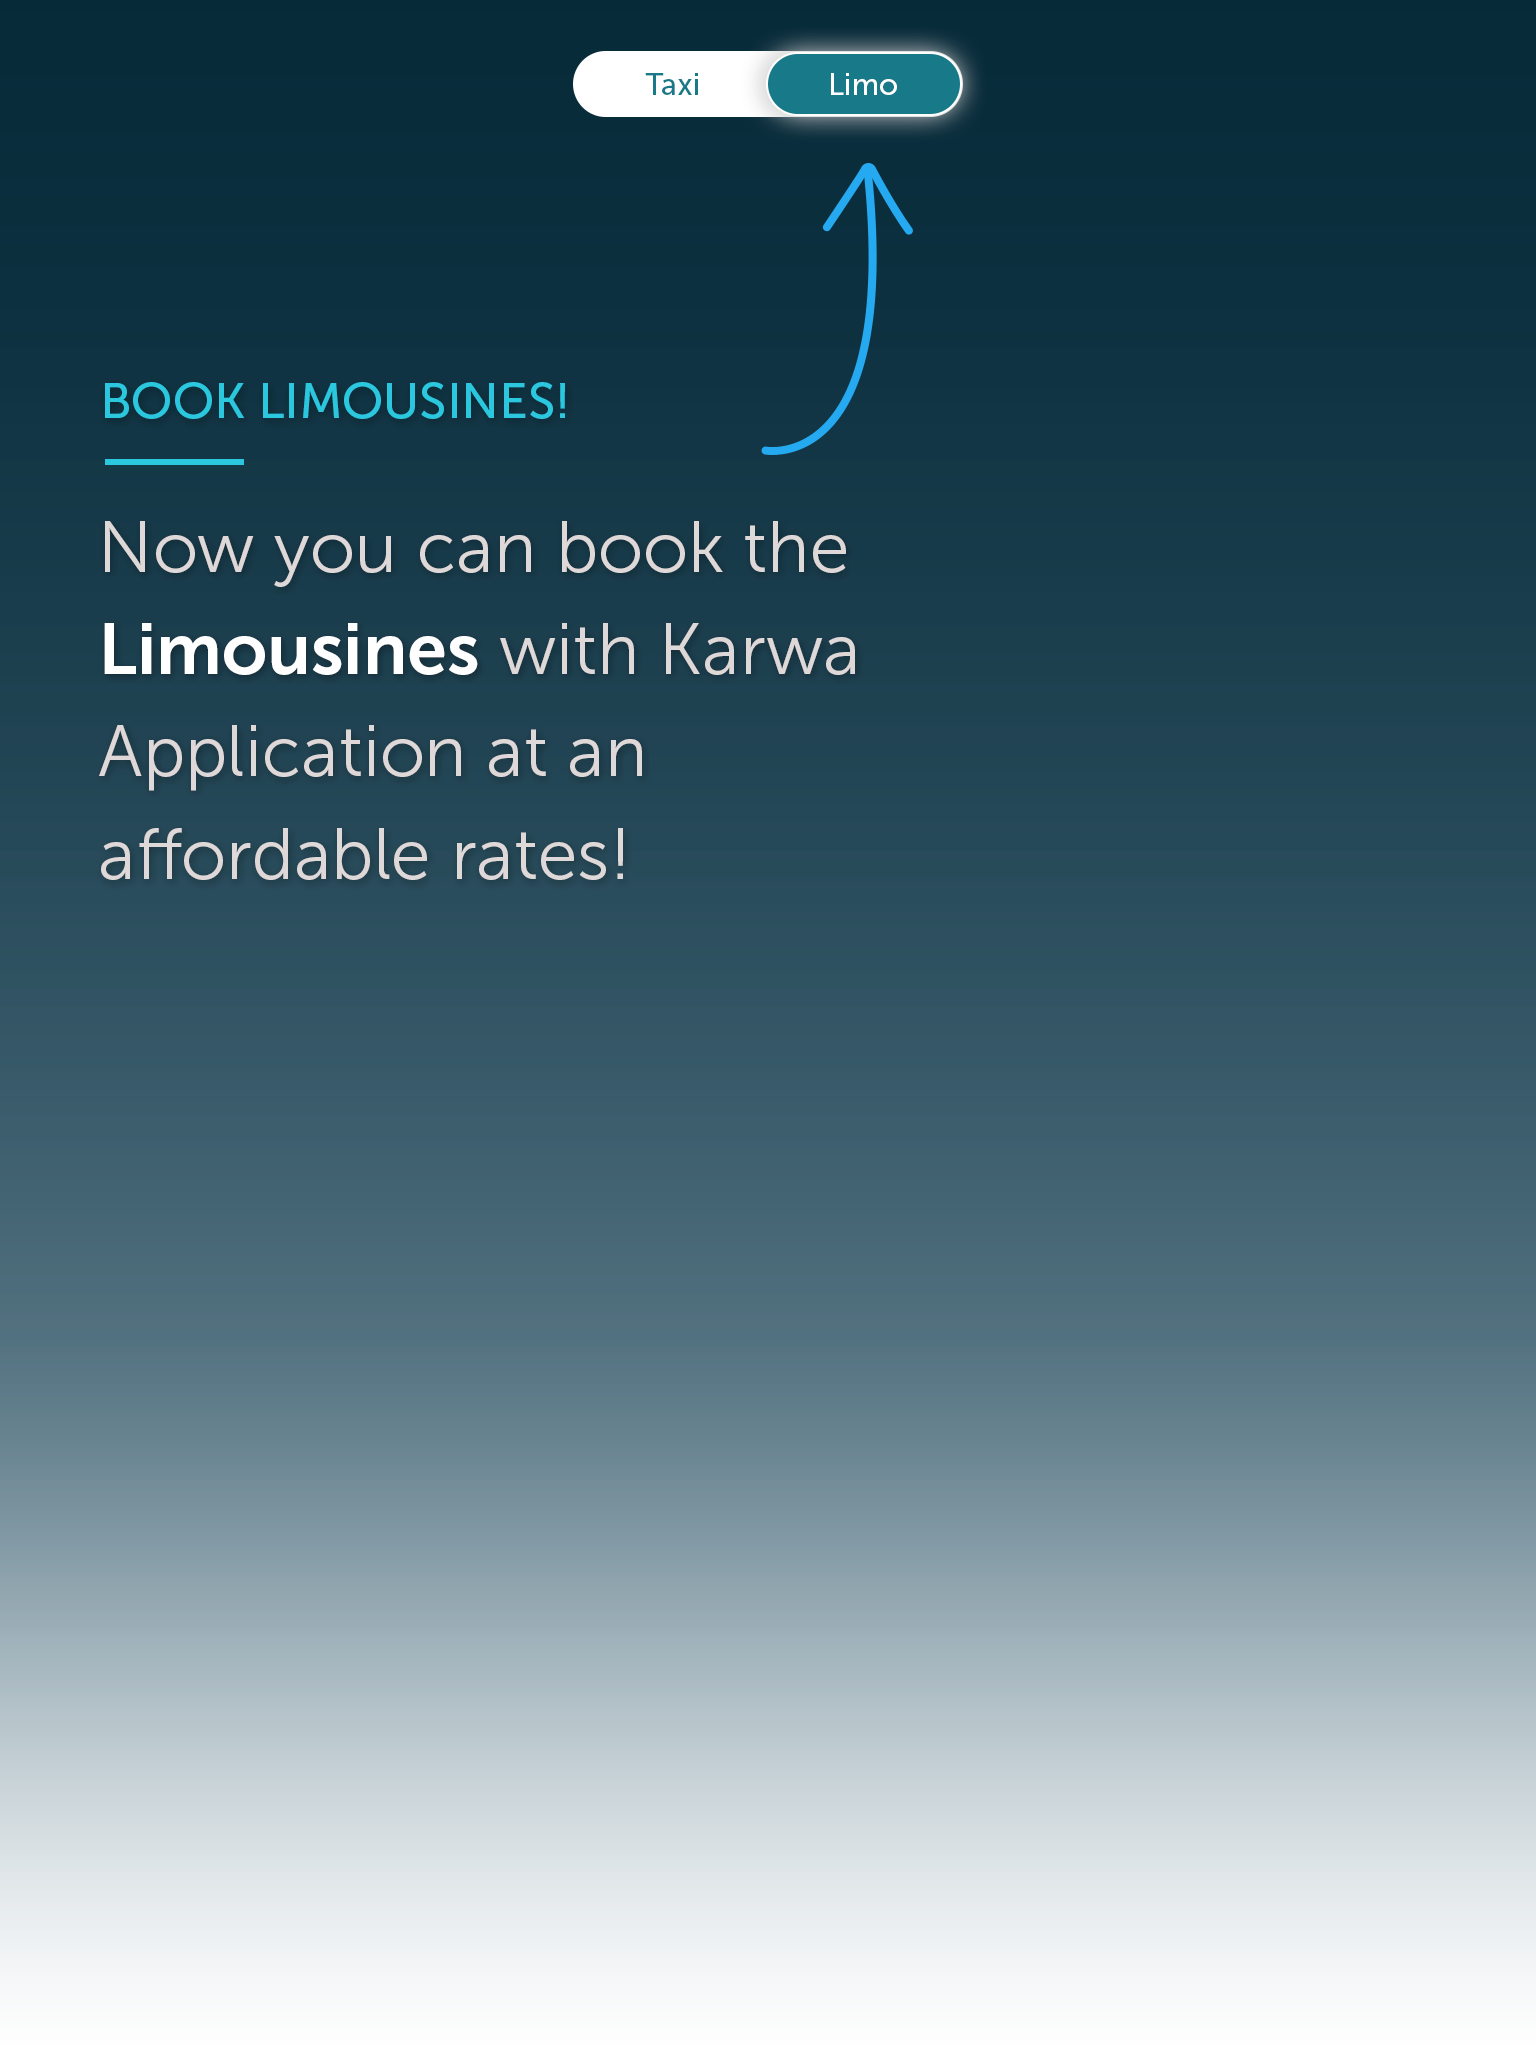 Taxi
Limo
BOOK LIMOUSINES!
Now you can book the
Limousines with Karwa
Application at an
affordable rates!